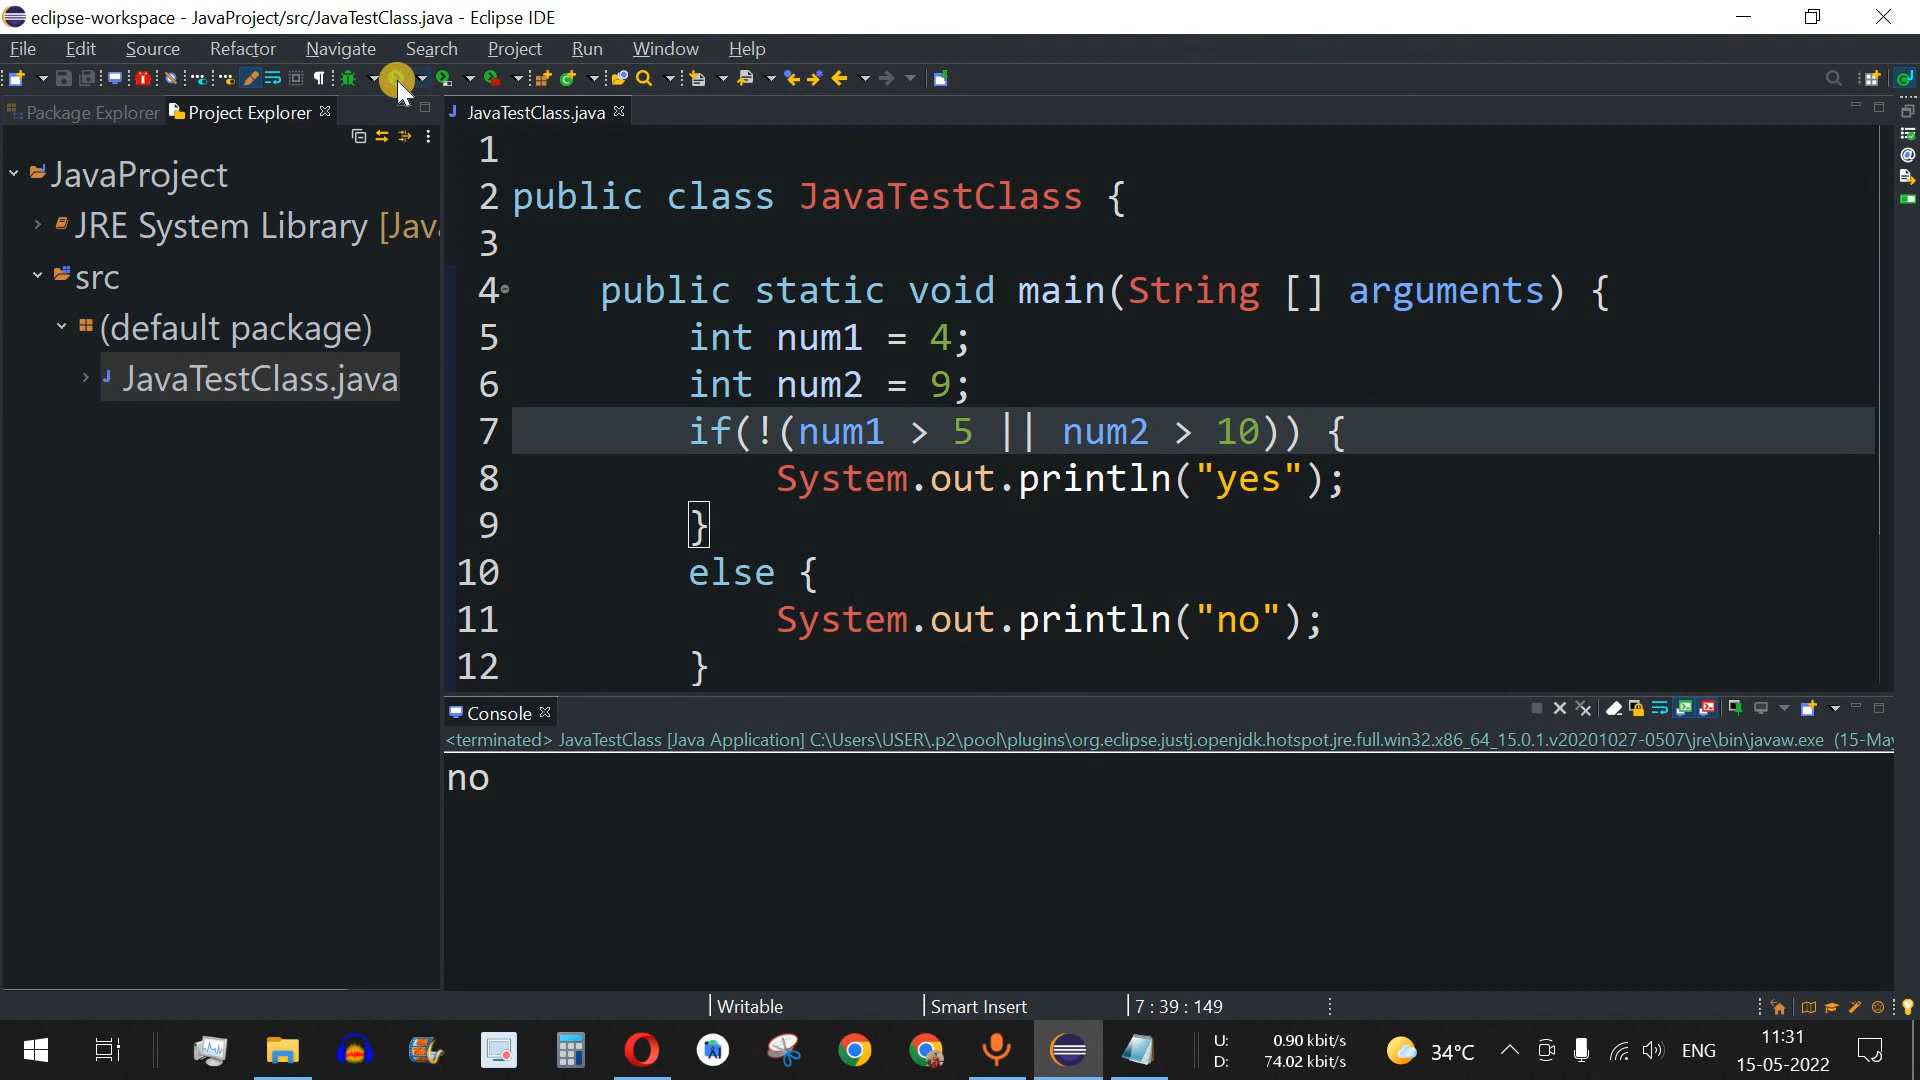 eclipse-workspace - JavaProject/src/JavaTestClass.java - Eclipse IDE
File Edit Source Refactor Navigate Search Project Run Window Help
Package Explorer Project Explorer
JavaTestClass.java
JavaProject
JRE System Library [Jav
src
(default package)
JavaTestClass.java
1
2 public class JavaTestClass {
3
4 public static void main(String [] arguments) {
5 int num1 = 4;
6 int num2 = 9;
7 if(!(num1 > 5 || num2 > 10)) {
8 System.out.println("yes");
9 }
10 else {
11 System.out.println("no");
12 }
Console
<terminated> JavaTestClass [Java Application] C:\Users\USER\.p2\pool\plugins\org.eclipse.justj.openjdk.hotspot.jre.full.win32.x86_64_15.0.1.v20201027-0507\jre\bin\javaw.exe (15-May
no
Writable Smart Insert 7 : 39 : 149
U: 0.90 kbit/s
D: 74.02 kbit/s
34°C
ENG
11:31
15-05-2022